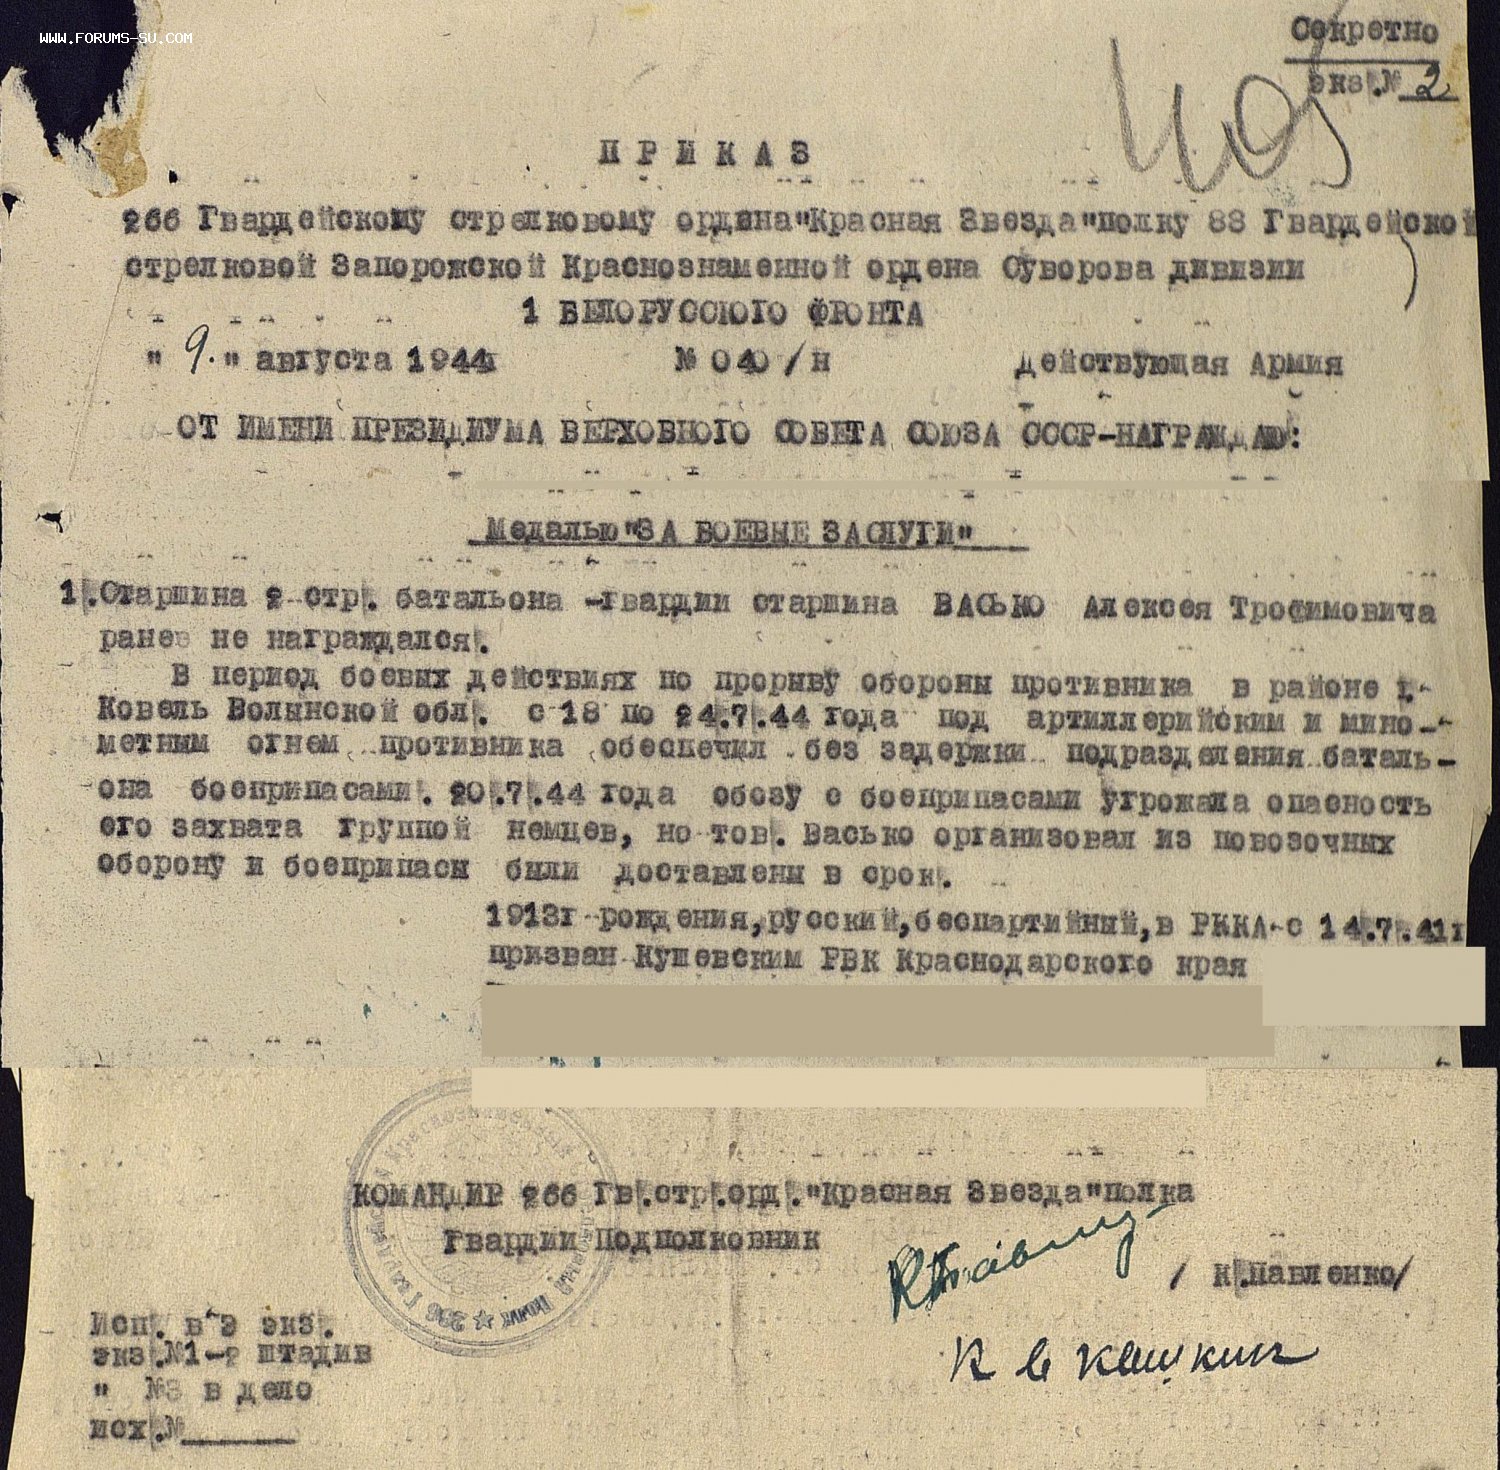 www.forums-su.com
Секретно
экз.№ 2
ПРИКАЗ
266 Гвардейскому стрелковому ордена"Красная Звезда"полку 88 Гвардейской
стрелковой Запорожской Краснознаменной ордена Суворова дивизии
1 БЕЛОРУССКОГО ФРОНТА
" 9. " августа 1944г № 040/н Действующая Армия
ОТ ИМЕНИ ПРЕЗИДИУМА ВЕРХОВНОГО СОВЕТА СОЮЗА СССР-НАГРАЖДАЮ:
Медалью"ЗА БОЕВЫЕ ЗАСЛУГИ"
1.Старшина 2 стр. батальона -гвардии старшина ВАСЬКО Алексея Трофимовича
ранее не награждался.
В период боевых действиях по прорыву обороны противника в районе г.
Ковель Волынской обл. с 18 по 24.7.44 года под артиллерийским и мино-
метным огнем противника обеспечил без задержки подразделения баталь-
она боеприпасами. 20.7.44 года обозу с боеприпасами угрожала опасность
его захвата группой немцев, но тов. Васько организовал из повозочных
оборону и боеприпасы были доставлены в срок.
1913г рождения,русский,беспартийный,в РККА с 14.7.41г
призван Кущевским РВК Краснодарского края
КОМАНДИР 266 Гв.стр.орд."Красная Звезда"полка
Гвардии Подполковник
/ К.Павленко/
Исп. в 3 экз.
экз.№1-2 штадив
" №3 в дело
исх.№